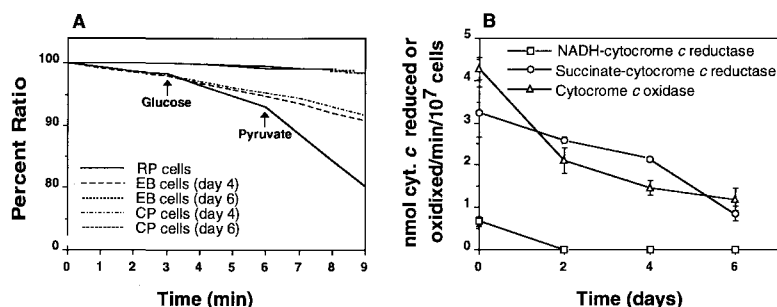 A
Percent Ratio
100
90
80
0
Glucose
Pyruvate
RP cells
EB cells (day 4)
EB cells (day 6)
CP cells (day 4)
CP cells (day 6)
0 1 2 3 4 5 6 7 8 9
Time (min)
B
nmol cyt. c reduced or
oxidixed/min/10⁷ cells
5
4
3
2
1
0
NADH-cytocrome c reductase
Succinate-cytocrome c reductase
Cytocrome c oxidase
0 2 4 6
Time (days)